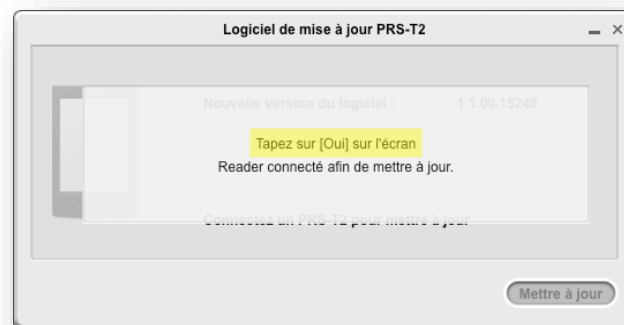 Logiciel de mise à jour PRS-T2
Nouvelle version du logiciel : 1.1.00.15240
Tapez sur [Oui] sur l'écran
Reader connecté afin de mettre à jour.
Connectez un PRS-T2 pour mettre à jour
Mettre à jour